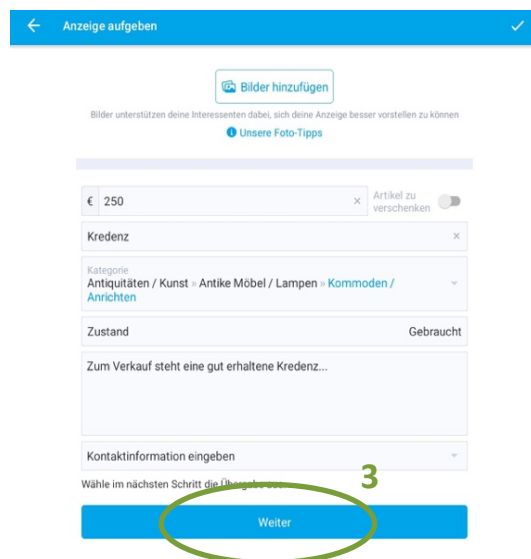 Anzeige aufgeben
Bilder hinzufügen
Bilder unterstützen deine Interessenten dabei, sich deine Anzeige besser vorstellen zu können
Unsere Foto-Tipps
€ 250
Artikel zu
verschenken
Kredenz
Kategorie
Antiquitäten / Kunst » Antike Möbel / Lampen » Kommoden /
Anrichten
Zustand Gebraucht
Zum Verkauf steht eine gut erhaltene Kredenz...
Kontaktinformation eingeben
3
Wähle im nächsten Schritt die Übergabe
Weiter